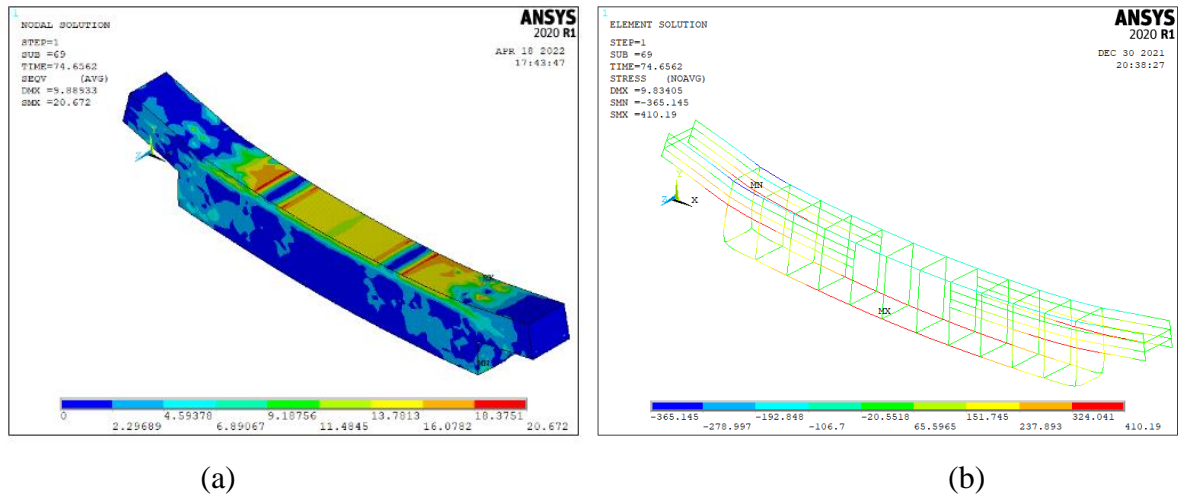 1
NODAL SOLUTION
STEP=1
SUB =69
TIME=74.6562
SEQV (AVG)
DMX =9.88933
SMX =20.672
ANSYS
2020 R1
APR 18 2022
17:43:47
Y
Z
MX
MN
0 4.59378 9.18756 13.7813 18.3751
2.29689 6.89067 11.4845 16.0782 20.672
(a)
1
ELEMENT SOLUTION
STEP=1
SUB =69
TIME=74.6562
STRESS (NOAVG)
DMX =9.83405
SMN =-365.145
SMX =410.19
ANSYS
2020 R1
DEC 30 2021
20:38:27
MN
Y
Z X
MX
-365.145 -192.848 -20.5518 151.745 324.041
-278.997 -106.7 65.5965 237.893 410.19
(b)